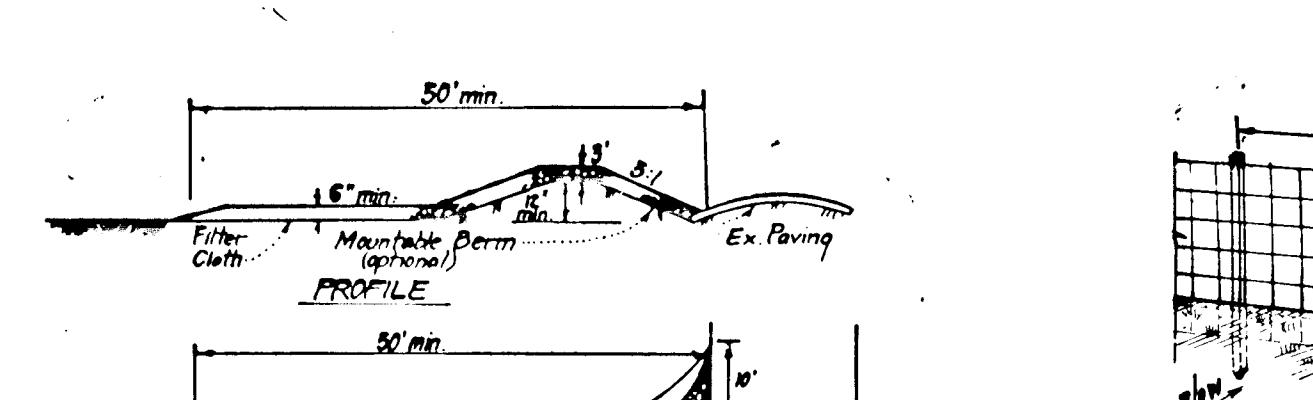 50' min.
3'
5:1
6" min.
12"
min.
Filter
Cloth
Mountable Berm
(optional)
Ex. Paving
PROFILE
50' min.
10'